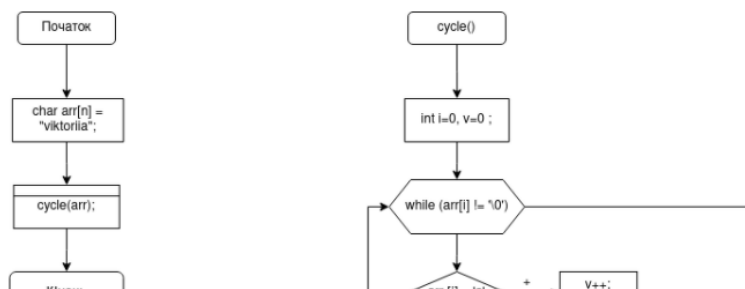 Початок
char arr[n] =
"viktoriia";
cycle(arr);
cycle()
int i=0, v=0 ;
while (arr[i] != '\0')
+
v++;